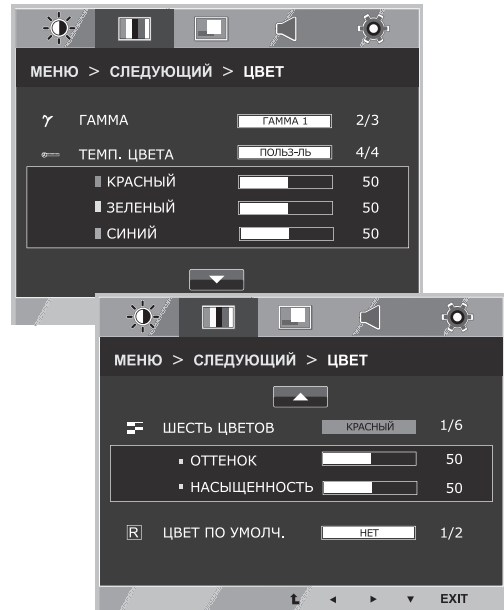 МЕНЮ > СЛЕДУЮЩИЙ > ЦВЕТ
γ ГАММА ГАММА 1 2/3
ТЕМП. ЦВЕТА ПОЛЬЗ-ЛЬ 4/4
КРАСНЫЙ 50
ЗЕЛЕНЫЙ 50
СИНИЙ 50
МЕНЮ > СЛЕДУЮЩИЙ > ЦВЕТ
ШЕСТЬ ЦВЕТОВ КРАСНЫЙ 1/6
ОТТЕНОК 50
НАСЫЩЕННОСТЬ 50
R ЦВЕТ ПО УМОЛЧ. НЕТ 1/2
EXIT